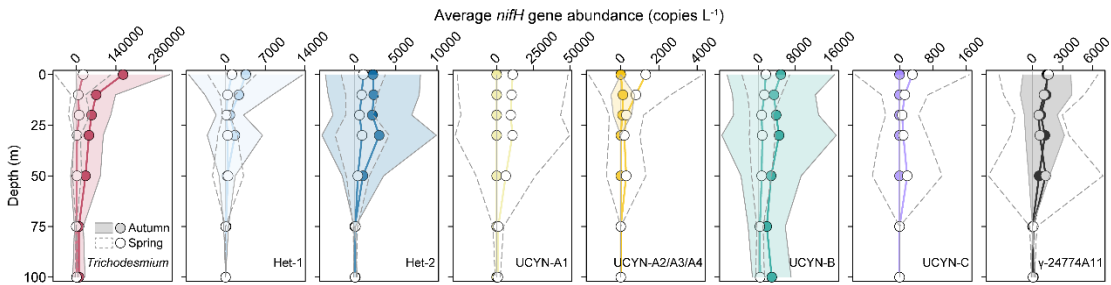 Average nifH gene abundance (copies L⁻¹)
0 140000 280000
0 7000 14000
0 5000 10000
0 25000 50000
0 2000 4000
0 8000 16000
0 800 1600
0 3000 6000
Depth (m)
0
25
50
75
100
Autumn
Spring
Trichodesmium
Het-1
Het-2
UCYN-A1
UCYN-A2/A3/A4
UCYN-B
UCYN-C
γ-24774A11